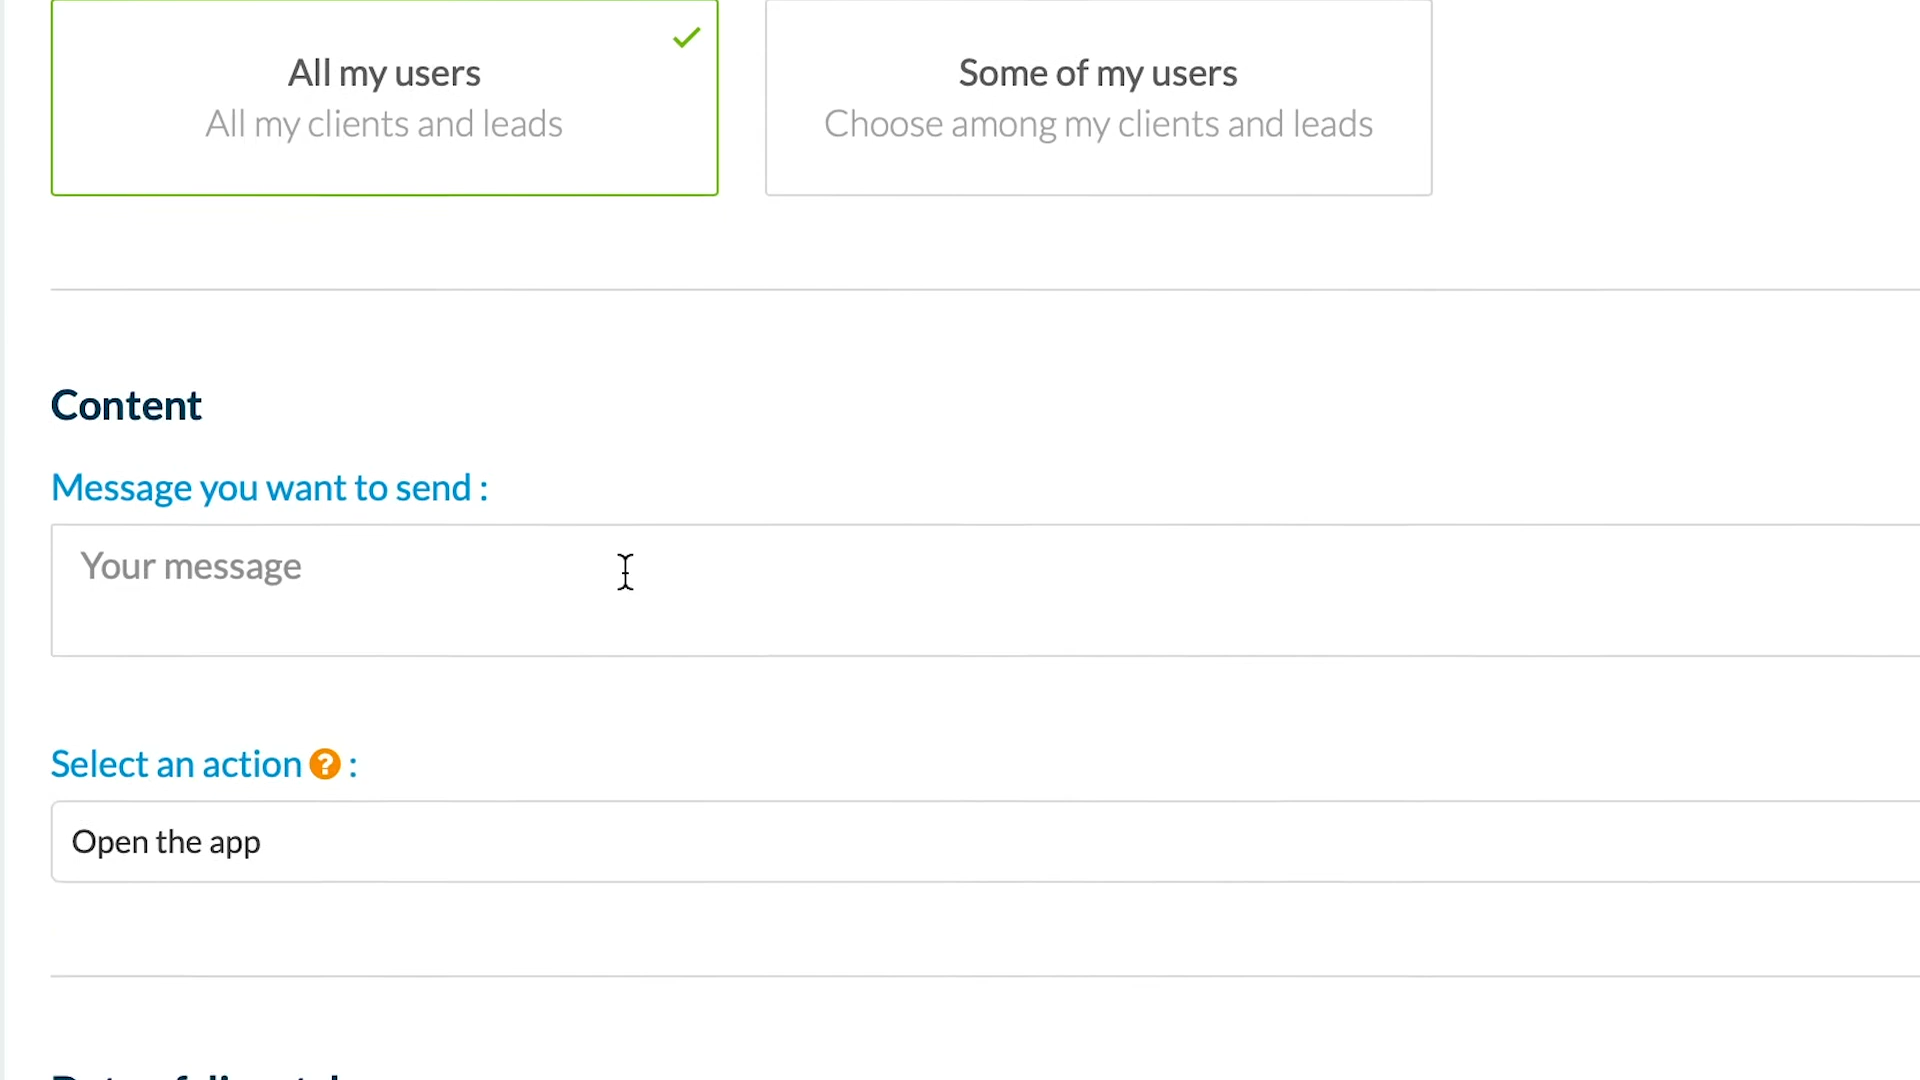 All my users
All my clients and leads
Some of my users
Choose among my clients and leads
Content
Message you want to send :
Your message
Select an action ? :
Open the app